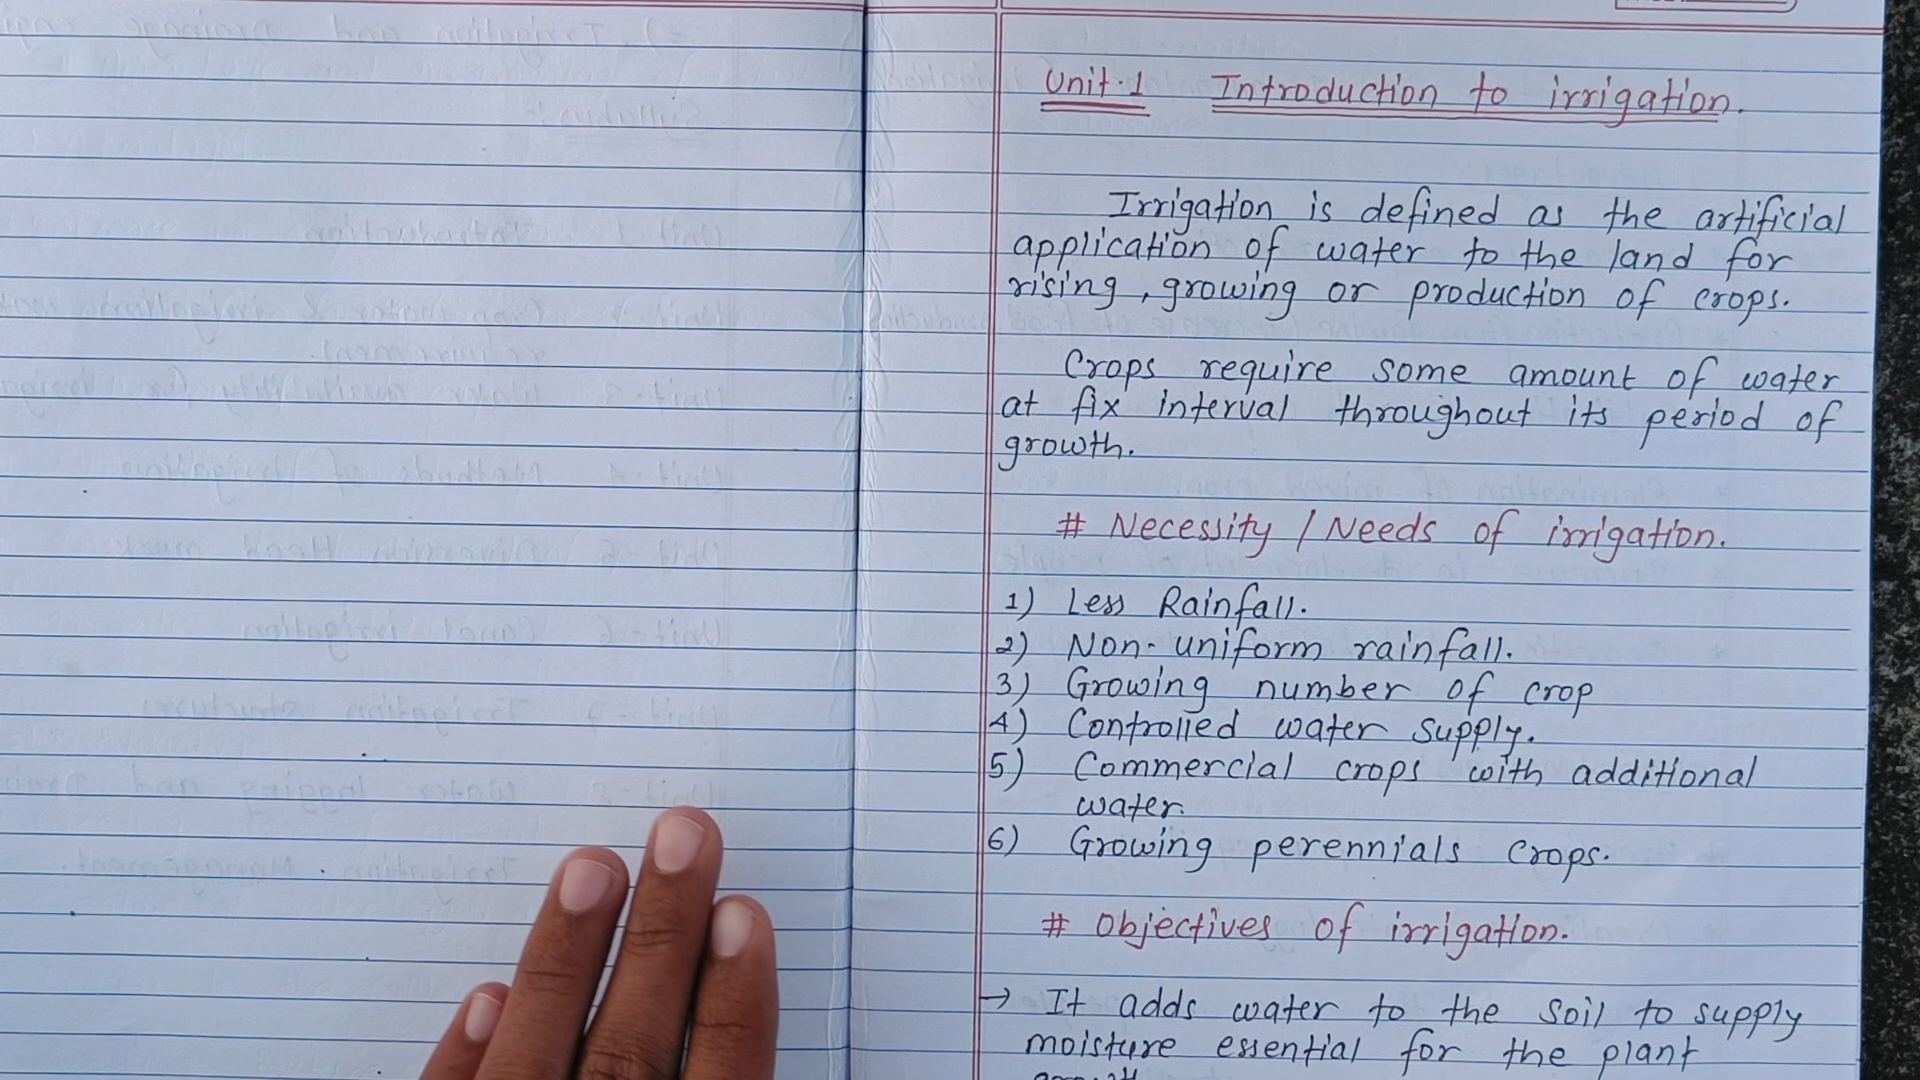 Unit-1 Introduction to irrigation.
Irrigation is defined as the artificial
application of water to the land for
rising, growing or production of crops.
Crops require some amount of water
at fix interval throughout its period of
growth.
# Necessity / Needs of irrigation.
1) Less Rainfall.
2) Non-uniform rainfall.
3) Growing number of crop
4) Controlled water supply.
5) Commercial crops with additional
water.
6) Growing perennials crops.
# Objectives of irrigation.
→ It adds water to the soil to supply
moisture essential for the plant